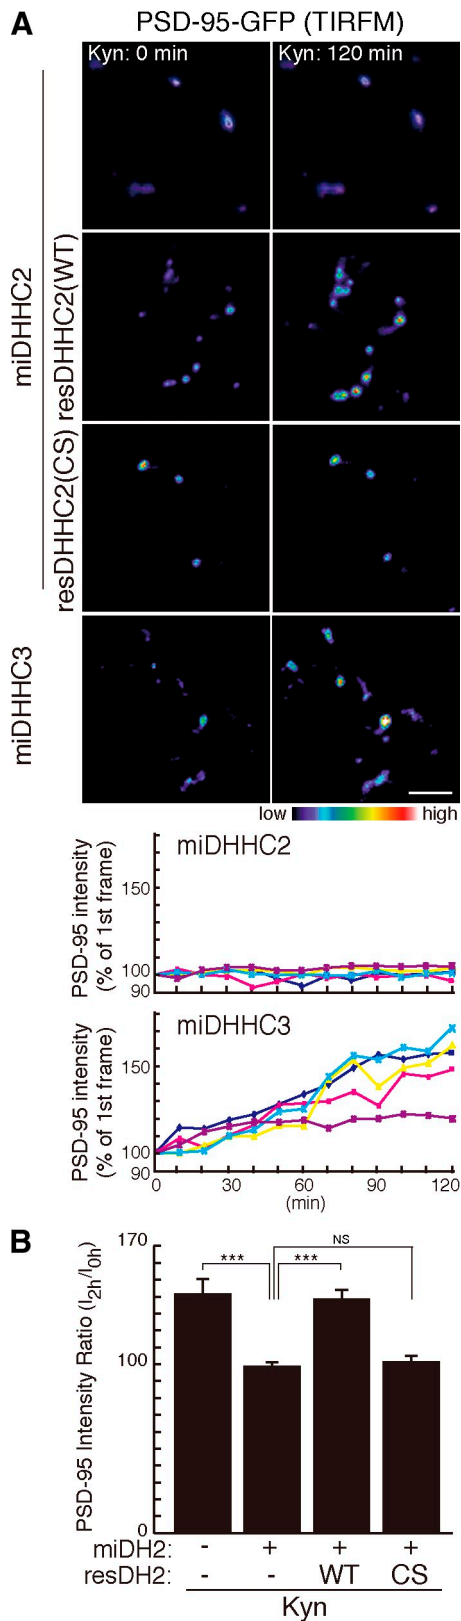 A
PSD-95-GFP (TIRFM)
Kyn: 0 min
Kyn: 120 min
miDHHC2
resDHHC2(WT)
resDHHC2(CS)
miDHHC3
low
high
PSD-95 intensity
(% of 1st frame)
150
100
90
miDHHC2
PSD-95 intensity
(% of 1st frame)
150
100
90
miDHHC3
0 30 60 90 120
(min)
B
PSD-95 Intensity Ratio (I2h/I0h)
170
100
0
***
***
NS
miDH2: - + + +
resDH2: - - WT CS
Kyn